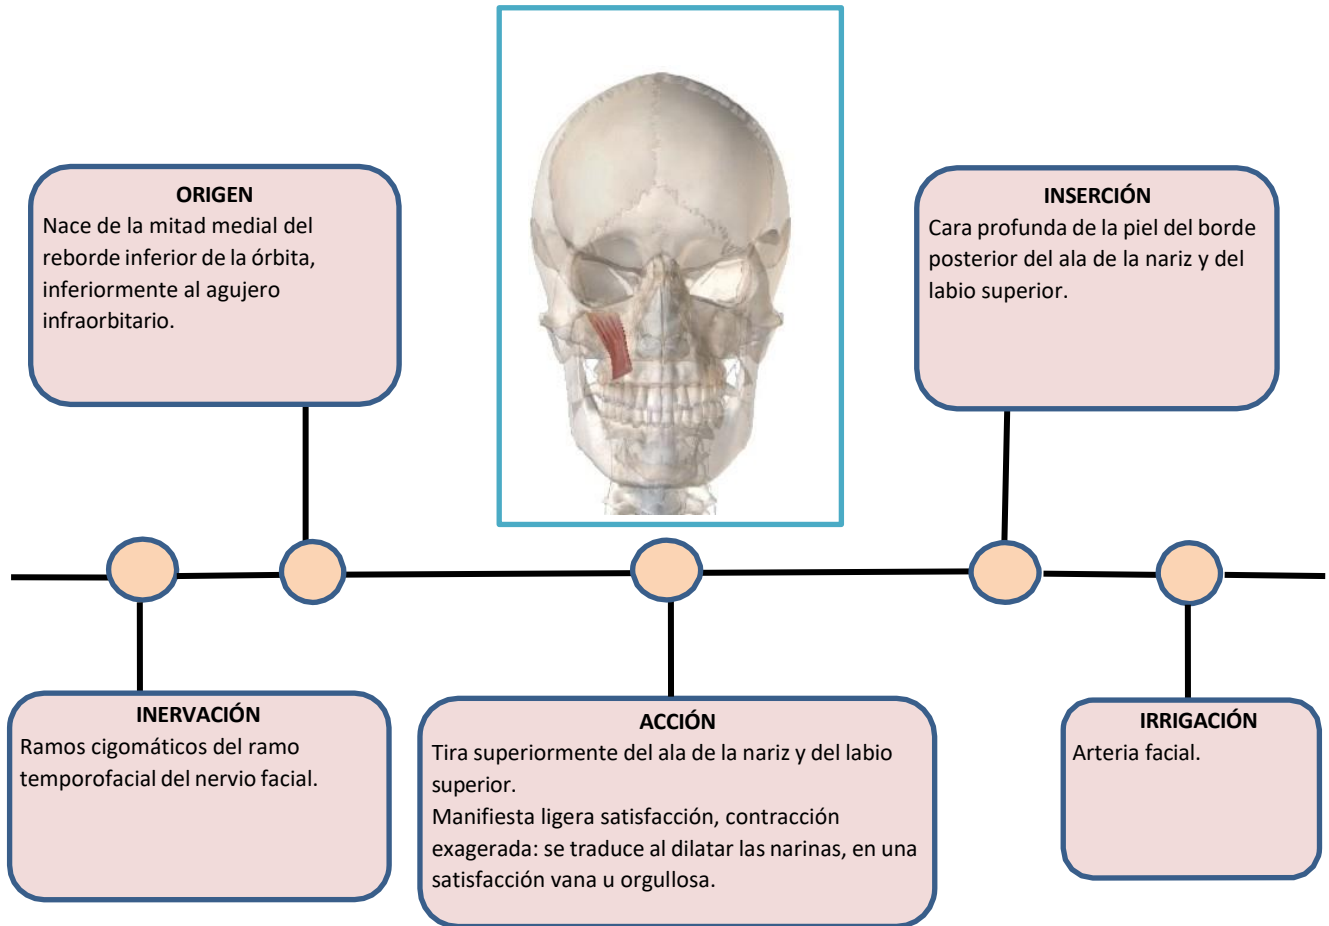 ORIGEN
Nace de la mitad medial del
reborde inferior de la órbita,
inferiormente al agujero
infraorbitario.
INSERCIÓN
Cara profunda de la piel del borde
posterior del ala de la nariz y del
labio superior.
INERVACIÓN
Ramos cigomáticos del ramo
temporofacial del nervio facial.
ACCIÓN
Tira superiormente del ala de la nariz y del labio
superior.
Manifiesta ligera satisfacción, contracción
exagerada: se traduce al dilatar las narinas, en una
satisfacción vana u orgullosa.
IRRIGACIÓN
Arteria facial.